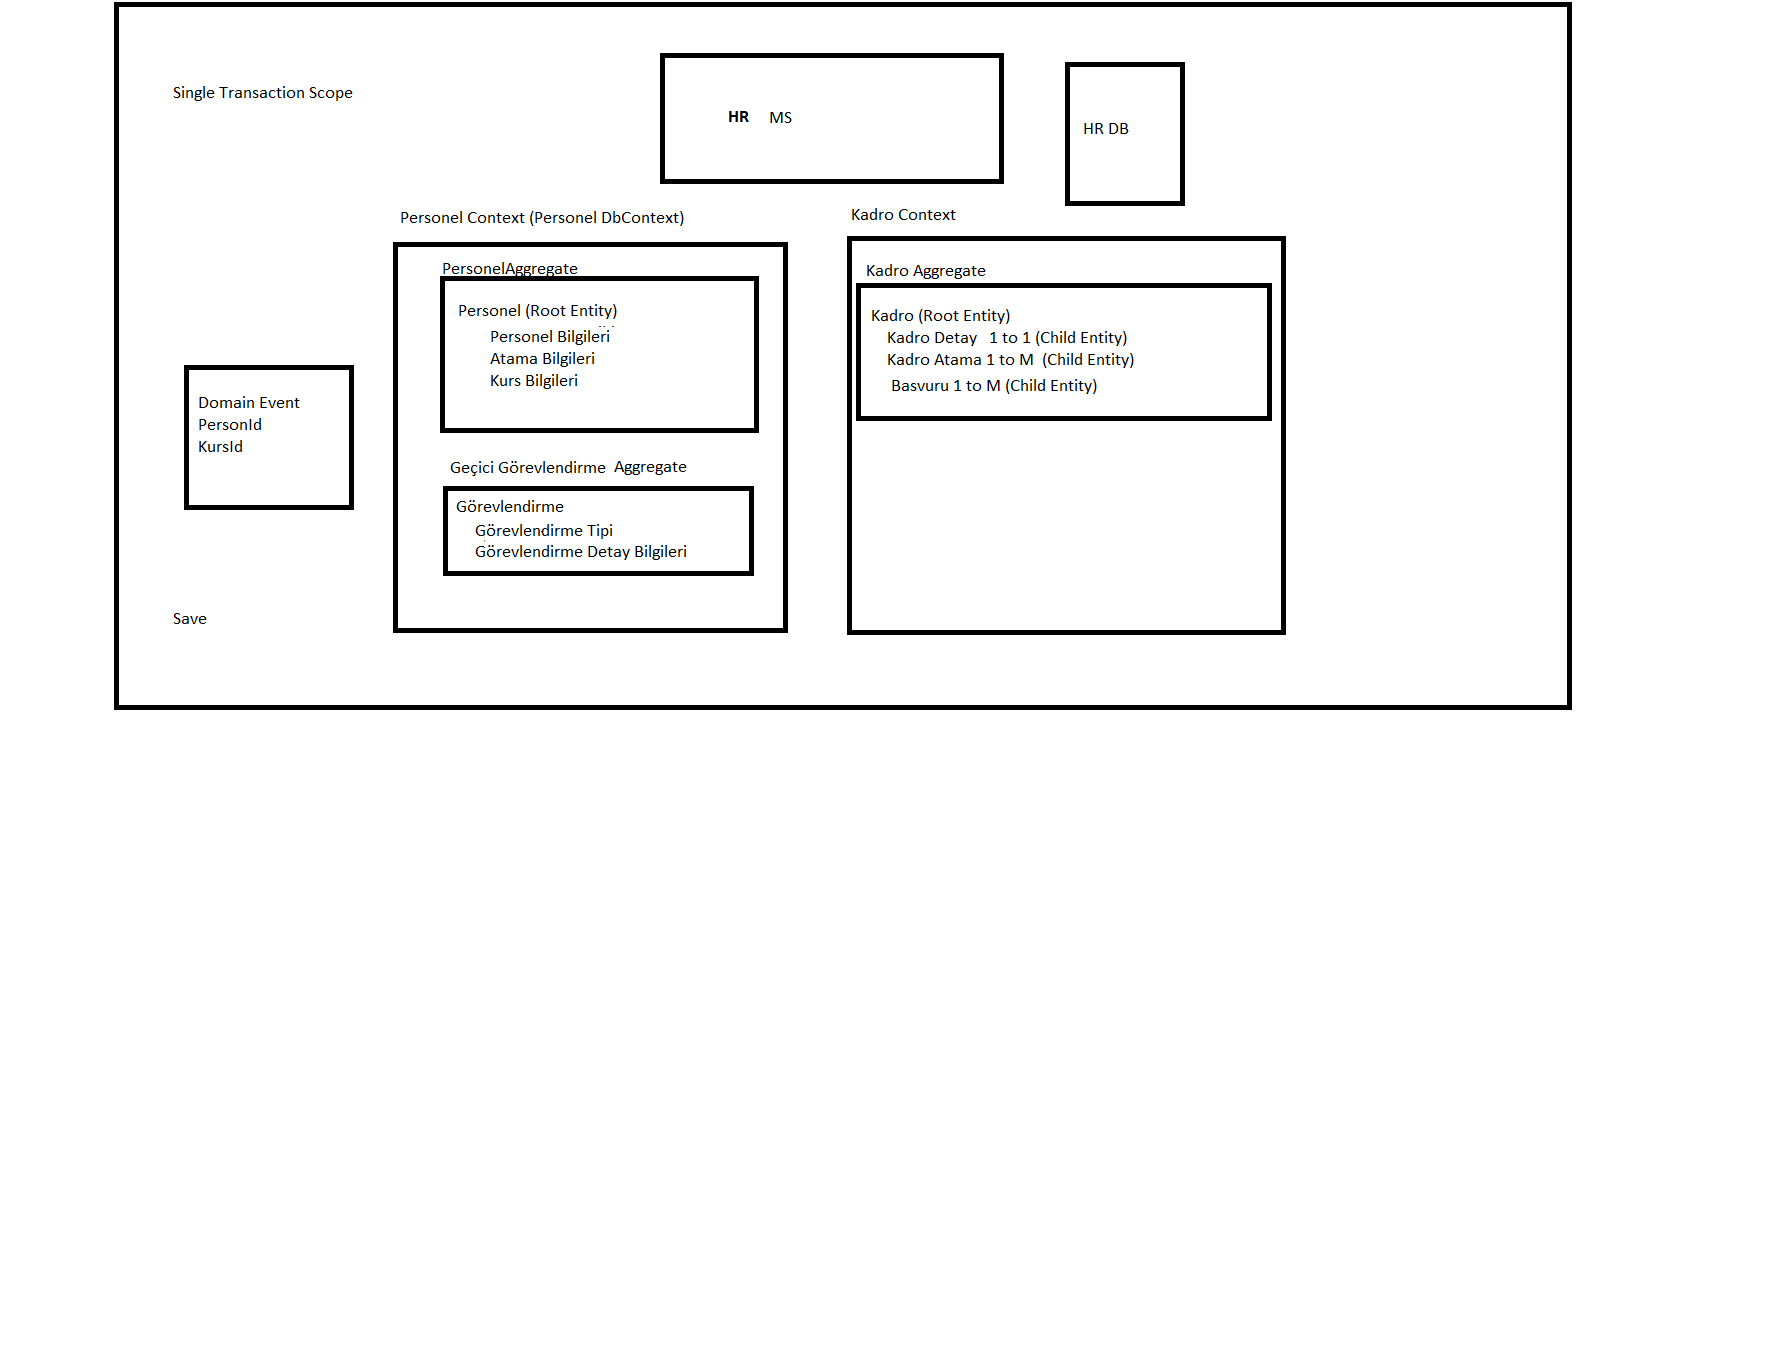 Single Transaction Scope
HR MS
HR DB
Personel Context (Personel DbContext)
Kadro Context
PersonelAggregate
Personel (Root Entity)
Personel Bilgileri
Atama Bilgileri
Kurs Bilgileri
Kadro Aggregate
Kadro (Root Entity)
Kadro Detay 1 to 1 (Child Entity)
Kadro Atama 1 to M (Child Entity)
Basvuru 1 to M (Child Entity)
Domain Event
PersonId
KursId
Geçici Görevlendirme Aggregate
Görevlendirme
Görevlendirme Tipi
Görevlendirme Detay Bilgileri
Save